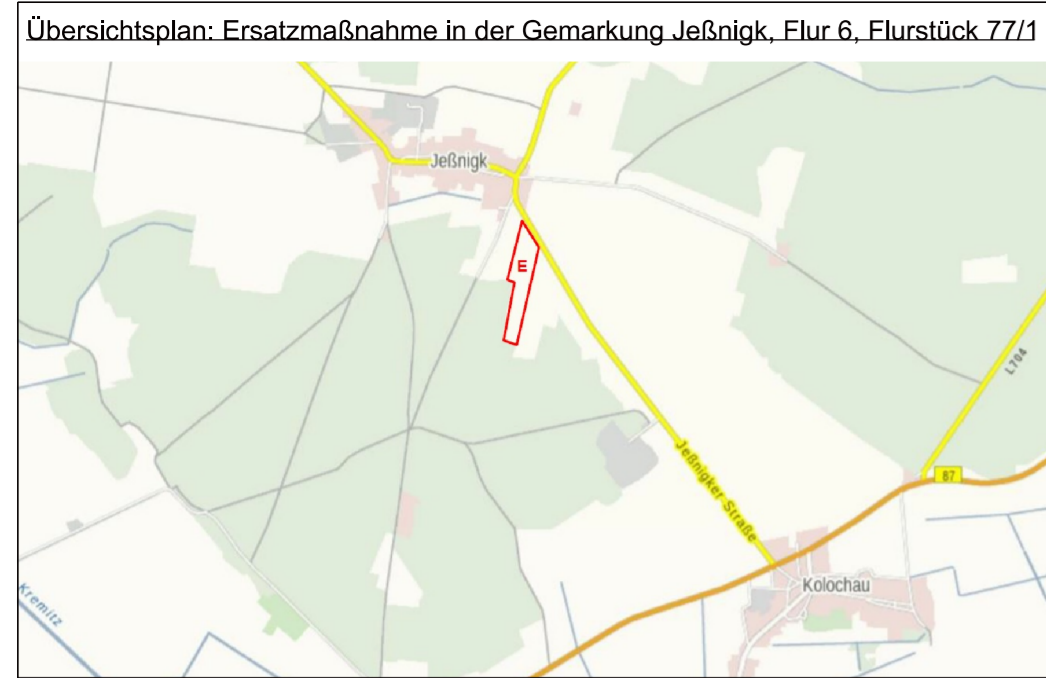 Übersichtsplan: Ersatzmaßnahme in der Gemarkung Jeßnigk, Flur 6, Flurstück 77/1
Jeßnigk
E
L704
Jeßnigker Straße
87
Kolochau
Kremitz